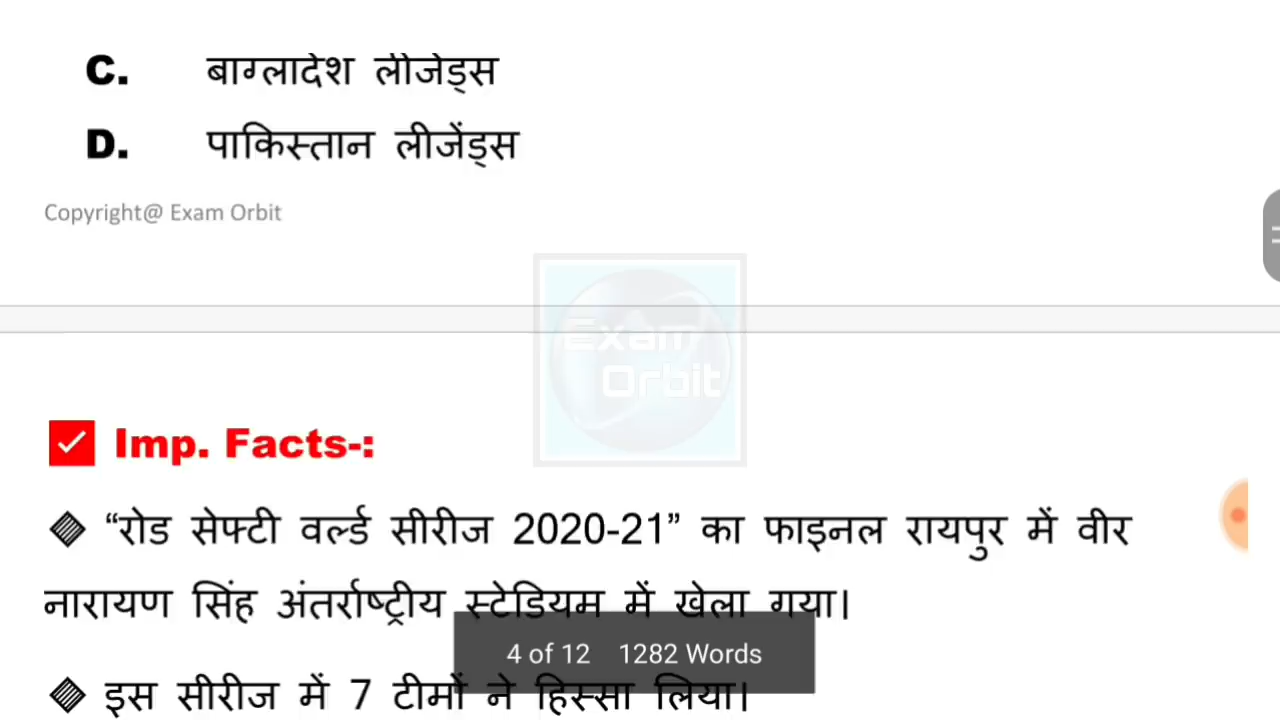 C. बाग्लादेश लीजेंड्स
D. पाकिस्तान लीजेंड्स
Copyright@ Exam Orbit
Exam
Orbit
Imp. Facts-:
“रोड सेफ्टी वर्ल्ड सीरीज 2020-21” का फाइनल रायपुर में वीर
नारायण सिंह अंतर्राष्ट्रीय स्टेडियम में खेला गया।
4 of 12 1282 Words
इस सीरीज में 7 टीमों ने हिस्सा लिया।